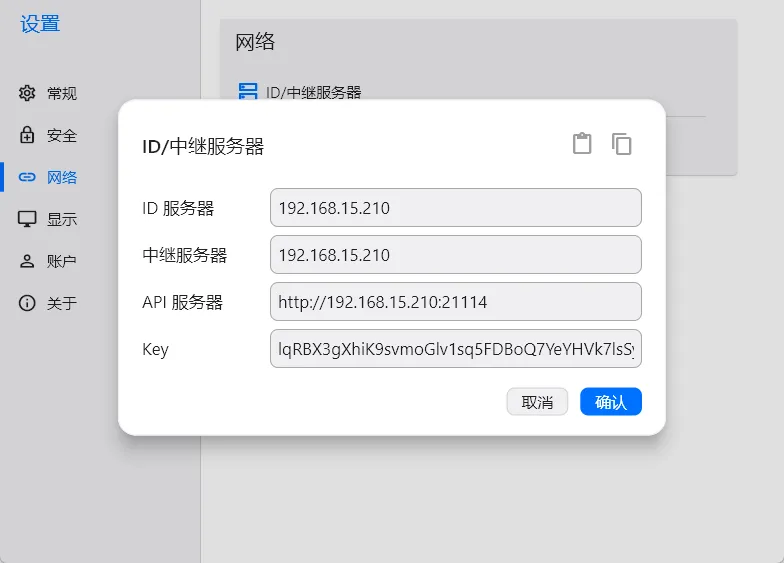 设置
常规
安全
网络
显示
账户
关于
网络
ID/中继服务器
ID/中继服务器
ID 服务器
192.168.15.210
中继服务器
192.168.15.210
API 服务器
http://192.168.15.210:21114
Key
lqRBX3gXhiK9svmoGlv1sq5FDBoQ7YeYHVk7lsSy
取消
确认